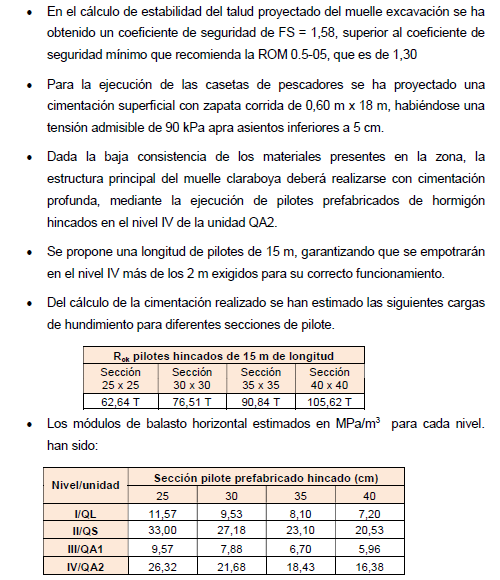 • En el cálculo de estabilidad del talud proyectado del muelle excavación se ha
obtenido un coeficiente de seguridad de FS = 1,58, superior al coeficiente de
seguridad mínimo que recomienda la ROM 0.5-05, que es de 1,30
• Para la ejecución de las casetas de pescadores se ha proyectado una
cimentación superficial con zapata corrida de 0,60 m x 18 m, habiéndose una
tensión admisible de 90 kPa apra asientos inferiores a 5 cm.
• Dada la baja consistencia de los materiales presentes en la zona, la
estructura principal del muelle claraboya deberá realizarse con cimentación
profunda, mediante la ejecución de pilotes prefabricados de hormigón
hincados en el nivel IV de la unidad QA2.
• Se propone una longitud de pilotes de 15 m, garantizando que se empotrarán
en el nivel IV más de los 2 m exigidos para su correcto funcionamiento.
• Del cálculo de la cimentación realizado se han estimado las siguientes cargas
de hundimiento para diferentes secciones de pilote.
Rck pilotes hincados de 15 m de longitud
Sección Sección Sección Sección
25 x 25 30 x 30 35 x 35 40 x 40
62,64 T 76,51 T 90,84 T 105,62 T
• Los módulos de balasto horizontal estimados en MPa/m³ para cada nivel.
han sido:
Nivel/unidad Sección pilote prefabricado hincado (cm)
25 30 35 40
I/QL 11,57 9,53 8,10 7,20
II/QS 33,00 27,18 23,10 20,53
III/QA1 9,57 7,88 6,70 5,96
IV/QA2 26,32 21,68 18,43 16,38